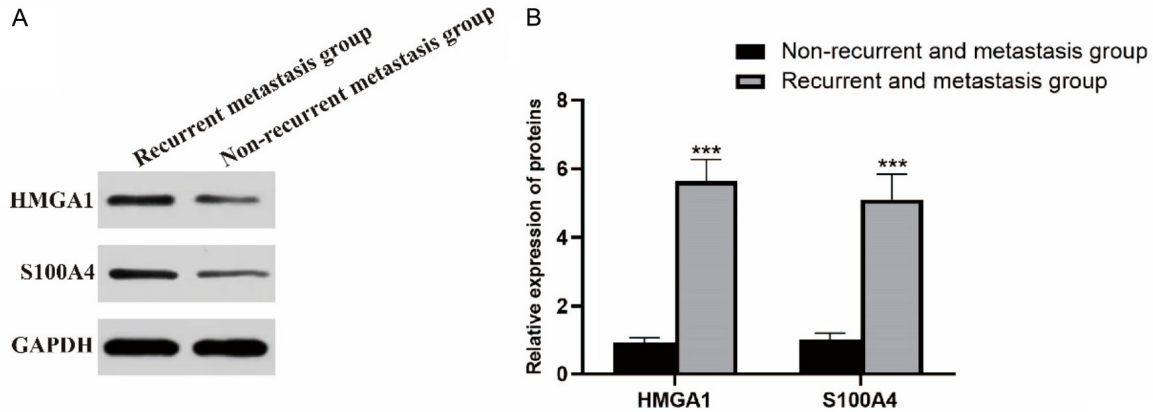 A
Recurrent metastasis group
Non-recurrent metastasis group
HMGA1
S100A4
GAPDH
B
Non-recurrent and metastasis group
Recurrent and metastasis group
Relative expression of proteins
8
6
4
2
0
***
***
HMGA1
S100A4